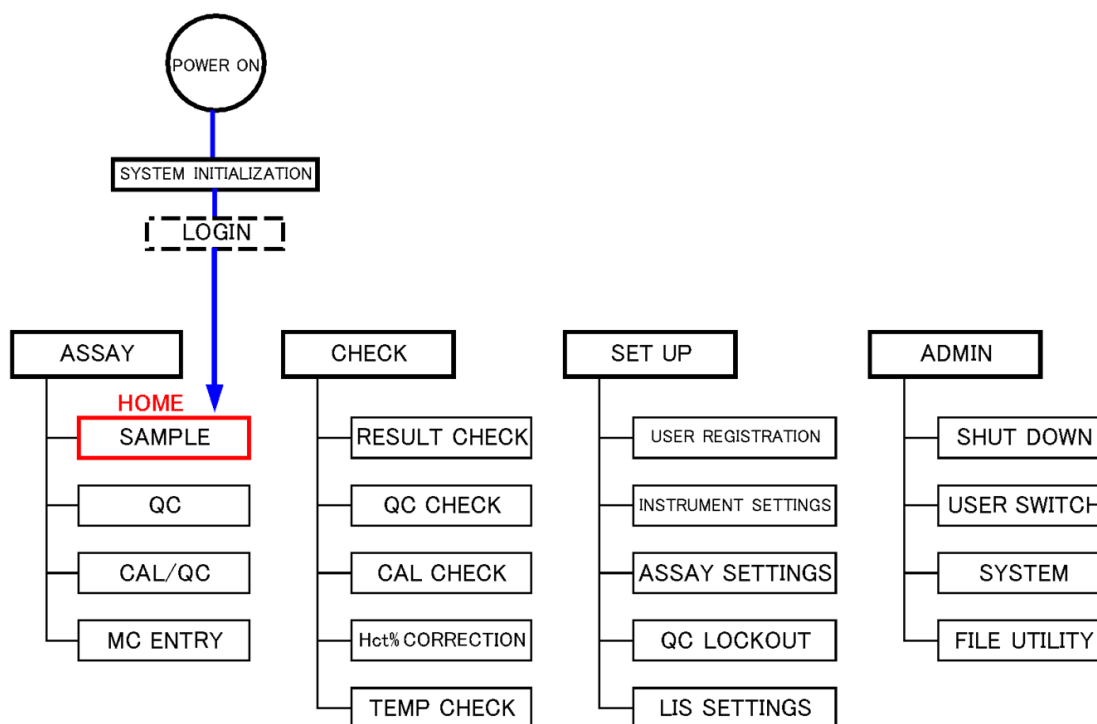 POWER ON
SYSTEM INITIALIZATION
LOGIN
ASSAY
HOME
SAMPLE
QC
CAL/QC
MC ENTRY
CHECK
RESULT CHECK
QC CHECK
CAL CHECK
Hct% CORRECTION
TEMP CHECK
SET UP
USER REGISTRATION
INSTRUMENT SETTINGS
ASSAY SETTINGS
QC LOCKOUT
LIS SETTINGS
ADMIN
SHUT DOWN
USER SWITCH
SYSTEM
FILE UTILITY